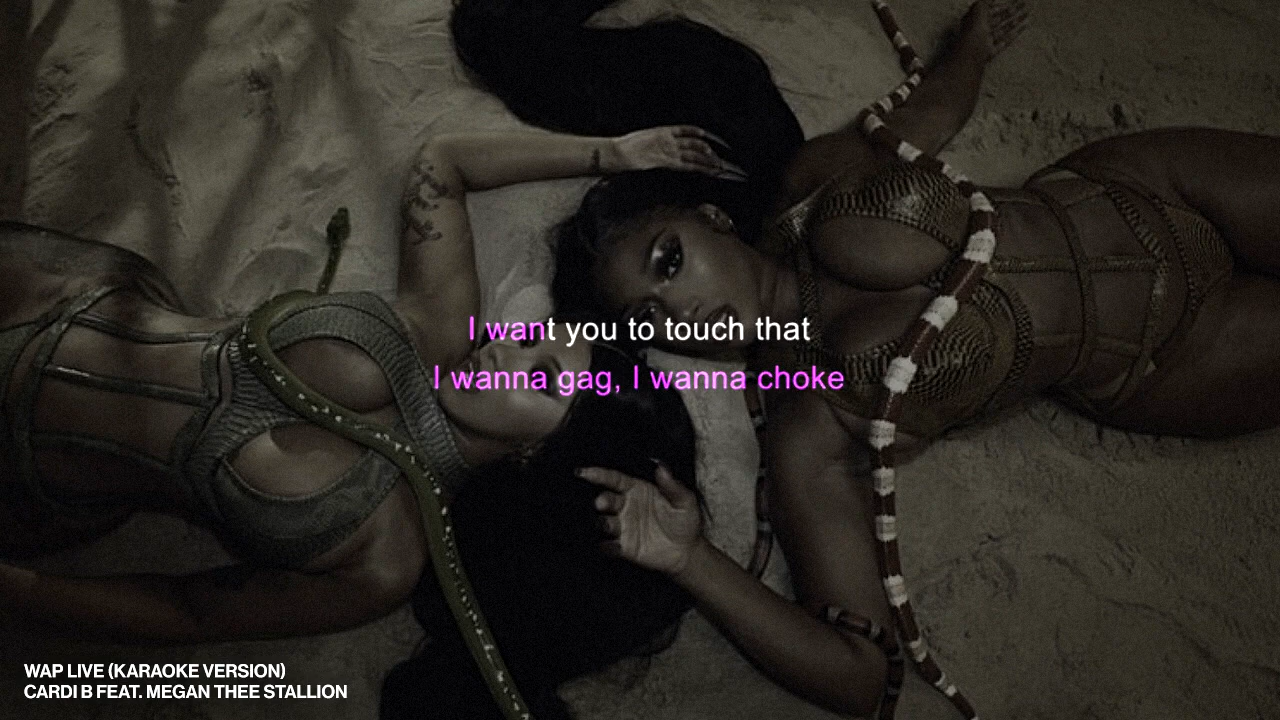 I want you to touch that
I wanna gag, I wanna choke
WAP LIVE (KARAOKE VERSION)
CARDI B FEAT. MEGAN THEE STALLION